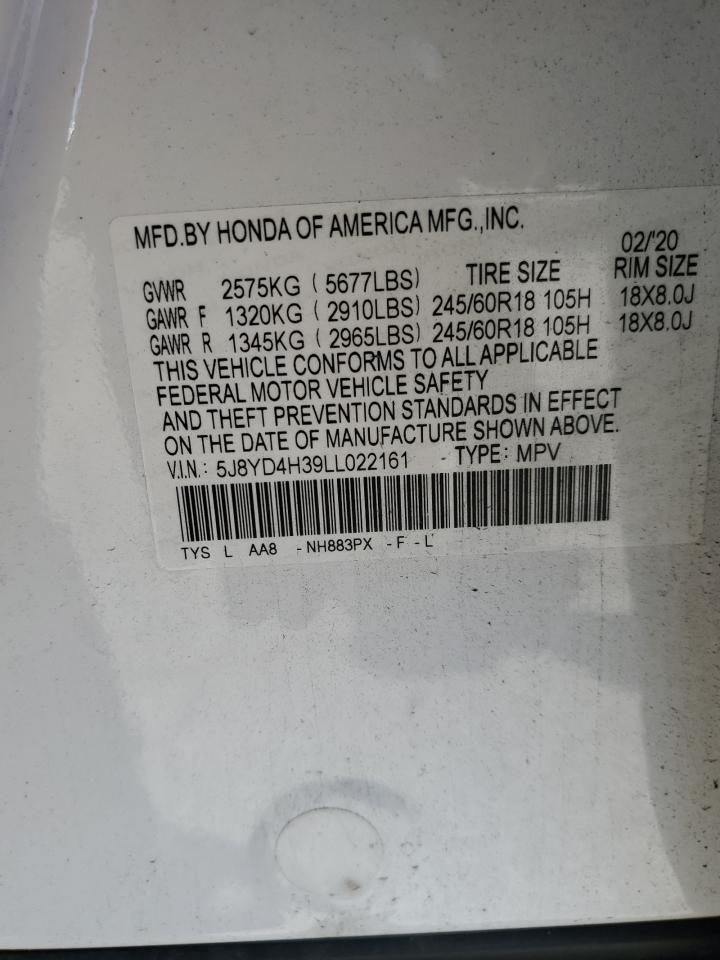 MFD.BY HONDA OF AMERICA MFG.,INC.
02/'20
GVWR 2575KG ( 5677LBS) TIRE SIZE RIM SIZE
GAWR F 1320KG ( 2910LBS) 245/60R18 105H 18X8.0J
GAWR R 1345KG ( 2965LBS) 245/60R18 105H 18X8.0J
THIS VEHICLE CONFORMS TO ALL APPLICABLE
FEDERAL MOTOR VEHICLE SAFETY
AND THEFT PREVENTION STANDARDS IN EFFECT
ON THE DATE OF MANUFACTURE SHOWN ABOVE.
V.I.N.: 5J8YD4H39LL022161 TYPE: MPV
TYS L AA8 -NH883PX -F -L